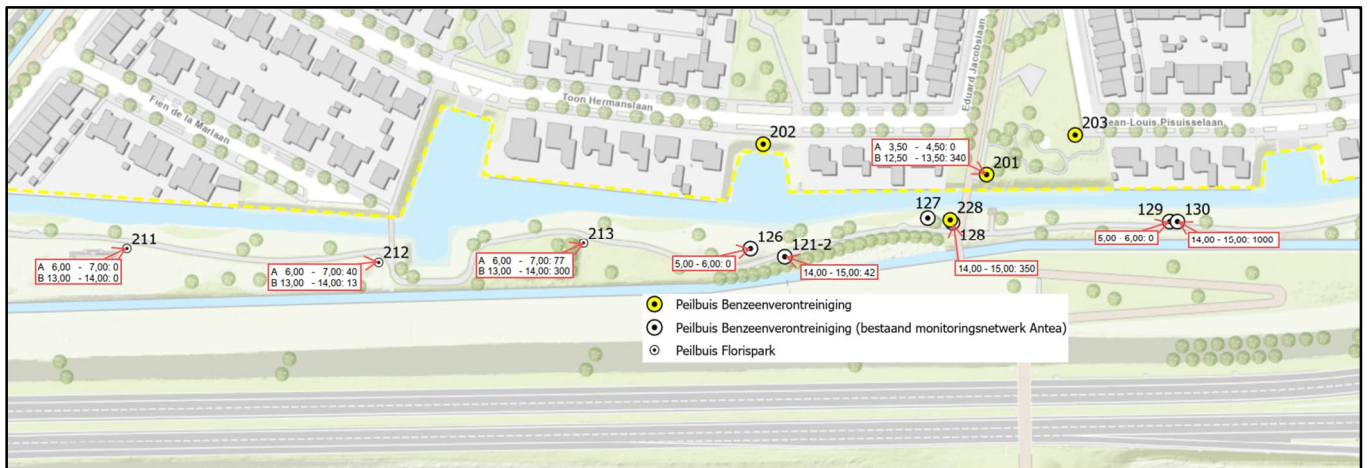 Eduard Jacobslaan
Toon Hermanslaan
Fien de la Marlaan
ean-Louis Pisuisselaan
202
203
A 3,50 - 4,50: 0
B 12,50 - 13,50: 340
201
211
A 6,00 - 7,00: 0
B 13,00 - 14,00: 0
212
A 6,00 - 7,00: 40
B 13,00 - 14,00: 13
213
A 6,00 - 7,00: 77
B 13,00 - 14,00: 300
126
5,00 - 6,00: 0
121-2
14,00 - 15,00: 42
127
228
128
14,00 - 15,00: 350
129
130
5,00 - 6,00: 0
14,00 - 15,00: 1000
Peilbuis Benzeenverontreiniging
Peilbuis Benzeenverontreiniging (bestaand monitoringsnetwerk Antea)
Peilbuis Florispark